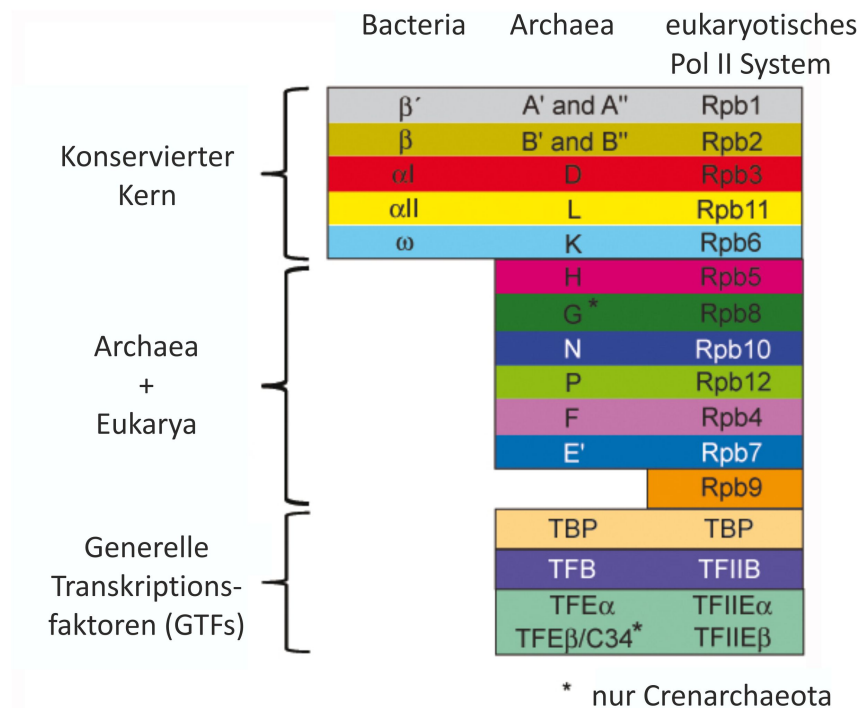 Bacteria Archaea eukaryotisches
Pol II System
Konservierter
Kern
β´ A' and A'' Rpb1
β B' and B'' Rpb2
αI D Rpb3
αII L Rpb11
ω K Rpb6
Archaea
+
Eukarya
H Rpb5
G* Rpb8
N Rpb10
P Rpb12
F Rpb4
E' Rpb7
Rpb9
Generelle
Transkriptions-
faktoren (GTFs)
TBP TBP
TFB TFIIB
TFEα TFIIEα
TFEβ/C34* TFIIEβ
* nur Crenarchaeota